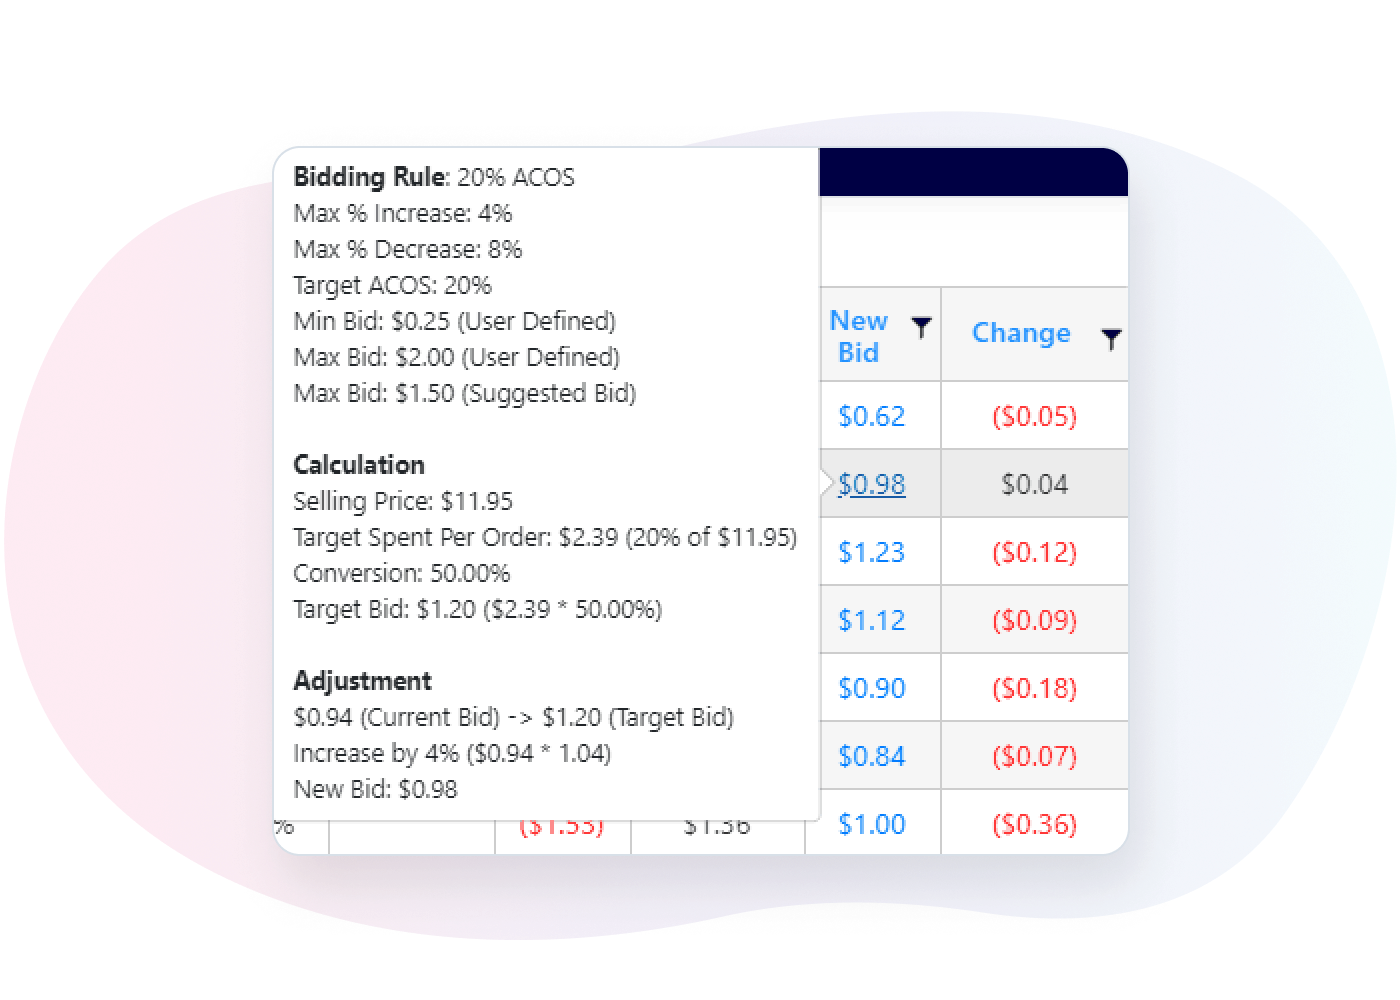 Bidding Rule: 20% ACOS
Max % Increase: 4%
Max % Decrease: 8%
Target ACOS: 20%
Min Bid: $0.25 (User Defined)
Max Bid: $2.00 (User Defined)
Max Bid: $1.50 (Suggested Bid)
Calculation
Selling Price: $11.95
Target Spent Per Order: $2.39 (20% of $11.95)
Conversion: 50.00%
Target Bid: $1.20 ($2.39 * 50.00%)
Adjustment
$0.94 (Current Bid) -> $1.20 (Target Bid)
Increase by 4% ($0.94 * 1.04)
New Bid: $0.98
New Bid Change
$0.62 ($0.05)
$0.98 $0.04
$1.23 ($0.12)
$1.12 ($0.09)
$0.90 ($0.18)
$0.84 ($0.07)
% ($1.53) $1.36 $1.00 ($0.36)